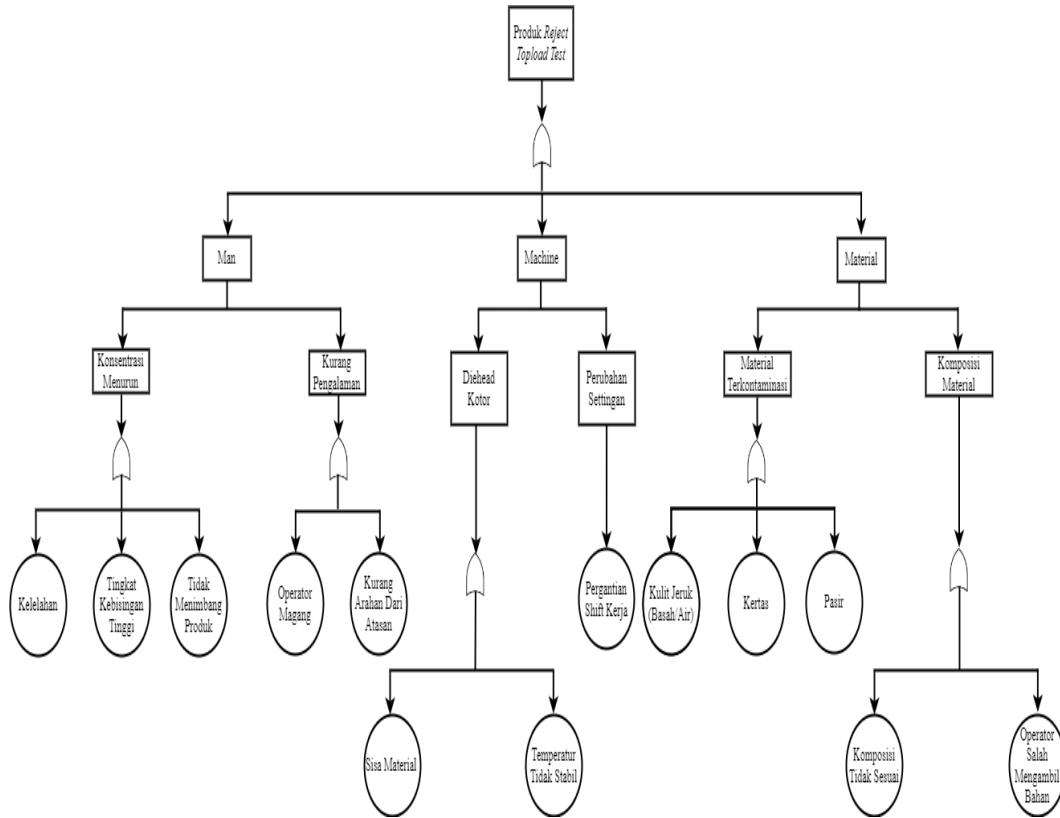 Produk Reject
Topload Test
Man
Machine
Material
Konsentrasi
Menurun
Kurang
Pengalaman
Diehead
Kotor
Perubahan
Settingan
Material
Terkontaminasi
Komposisi
Material
Kelelahan
Tingkat
Kebisingan
Tinggi
Tidak
Menimbang
Produk
Operator
Magang
Kurang
Arahan Dari
Atasan
Pergantian
Shift Kerja
Kulit Jeruk
(Basah/Air)
Kertas
Pasir
Sisa Material
Temperatur
Tidak Stabil
Komposisi
Tidak Sesuai
Operator
Salah
Mengambil
Bahan